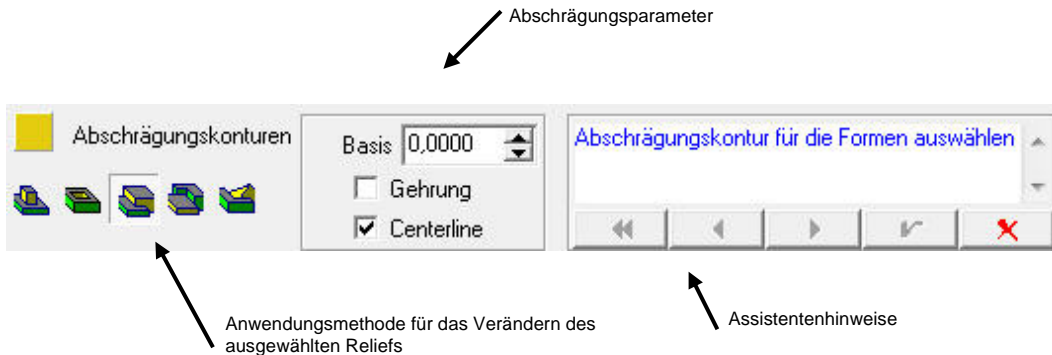 Abschrägungsparameter
Abschrägungskonturen
Basis 0,0000
Gehrung
Centerline
Abschrägungskontur für die Formen auswählen
Anwendungsmethode für das Verändern des
ausgewählten Reliefs
Assistentenhinweise